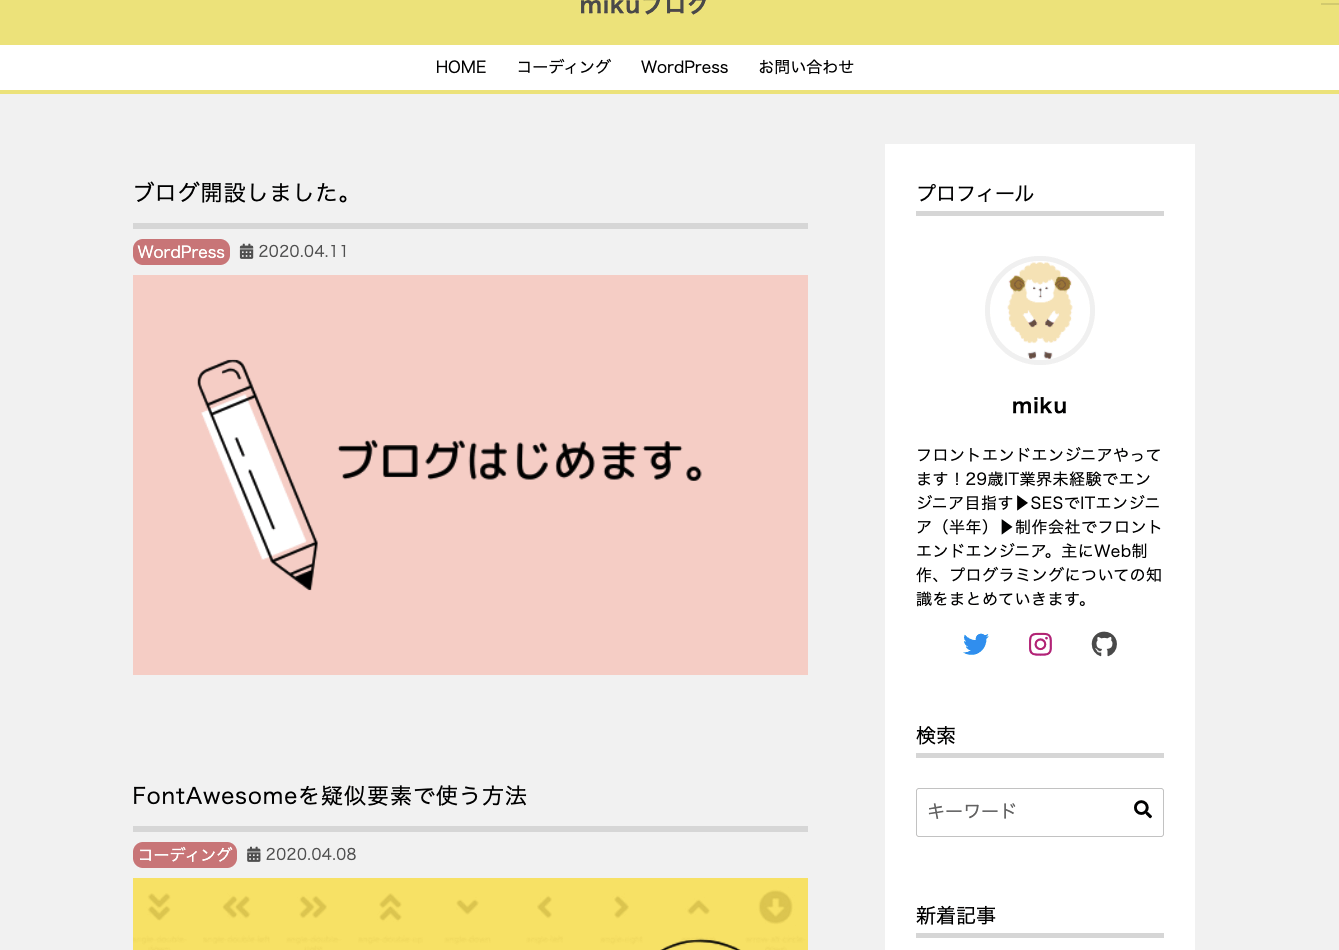 mikuブログ
HOME コーディング WordPress お問い合わせ
ブログ開設しました。
WordPress 2020.04.11
ブログはじめます。
FontAwesomeを疑似要素で使う方法
コーディング 2020.04.08
プロフィール
miku
フロントエンドエンジニアやって
ます！29歳IT業界未経験でエン
ジニア目指す▶SESでITエンジニ
ア（半年）▶制作会社でフロント
エンドエンジニア。主にWeb制
作、プログラミングについての知
識をまとめていきます。
検索
キーワード
新着記事